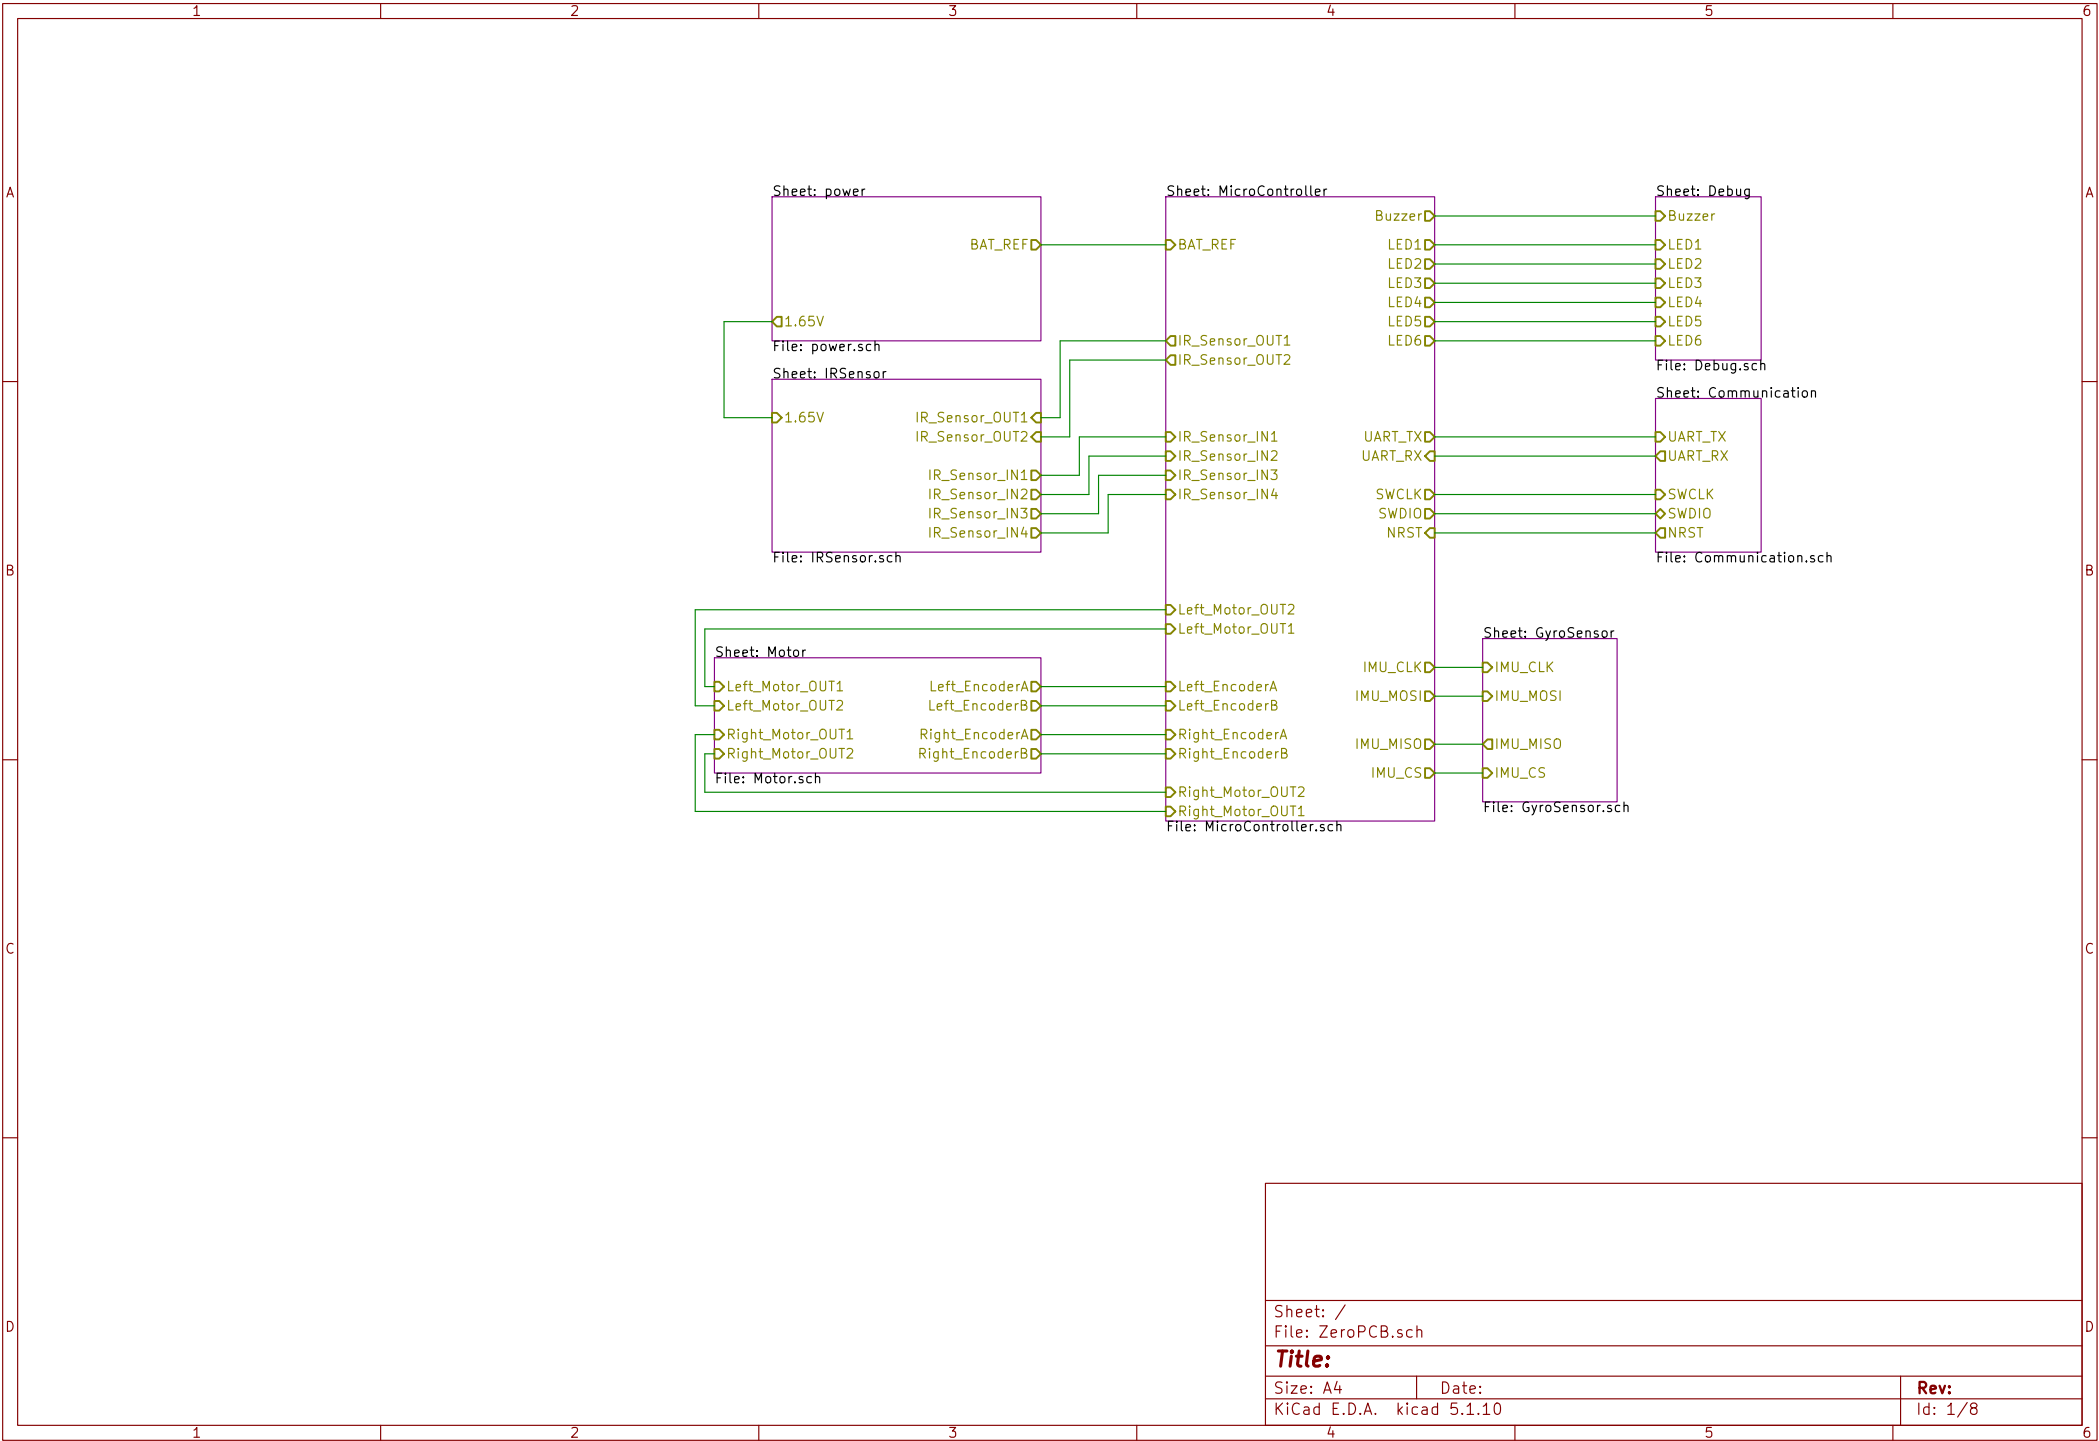 1 2 3 4 5 6
A A
Sheet: power
BAT_REF
1.65V
File: power.sch
Sheet: IRSensor
1.65V
IR_Sensor_OUT1
IR_Sensor_OUT2
IR_Sensor_IN1
IR_Sensor_IN2
IR_Sensor_IN3
IR_Sensor_IN4
File: IRSensor.sch
Sheet: Motor
Left_Motor_OUT1
Left_Motor_OUT2
Right_Motor_OUT1
Right_Motor_OUT2
Left_EncoderA
Left_EncoderB
Right_EncoderA
Right_EncoderB
File: Motor.sch
Sheet: MicroController
BAT_REF
IR_Sensor_OUT1
IR_Sensor_OUT2
IR_Sensor_IN1
IR_Sensor_IN2
IR_Sensor_IN3
IR_Sensor_IN4
Left_Motor_OUT2
Left_Motor_OUT1
Left_EncoderA
Left_EncoderB
Right_EncoderA
Right_EncoderB
Right_Motor_OUT2
Right_Motor_OUT1
Buzzer
LED1
LED2
LED3
LED4
LED5
LED6
UART_TX
UART_RX
SWCLK
SWDIO
NRST
IMU_CLK
IMU_MOSI
IMU_MISO
IMU_CS
File: MicroController.sch
Sheet: Debug
Buzzer
LED1
LED2
LED3
LED4
LED5
LED6
File: Debug.sch
Sheet: Communication
UART_TX
UART_RX
SWCLK
SWDIO
NRST
File: Communication.sch
Sheet: GyroSensor
IMU_CLK
IMU_MOSI
IMU_MISO
IMU_CS
File: GyroSensor.sch
B B
C C
D D
Sheet: /
File: ZeroPCB.sch
Title:
Size: A4 Date: Rev:
KiCad E.D.A. kicad 5.1.10 Id: 1/8
1 2 3 4 5 6